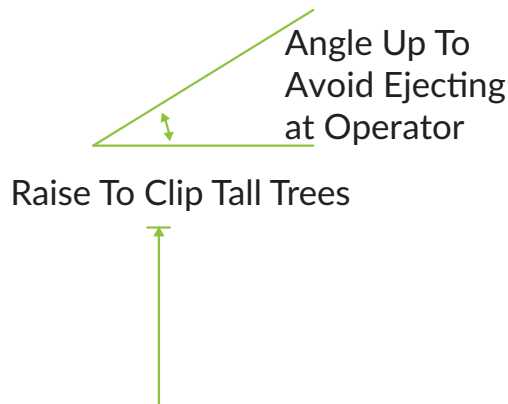 Angle Up To
Avoid Ejecting
at Operator
Raise To Clip Tall Trees